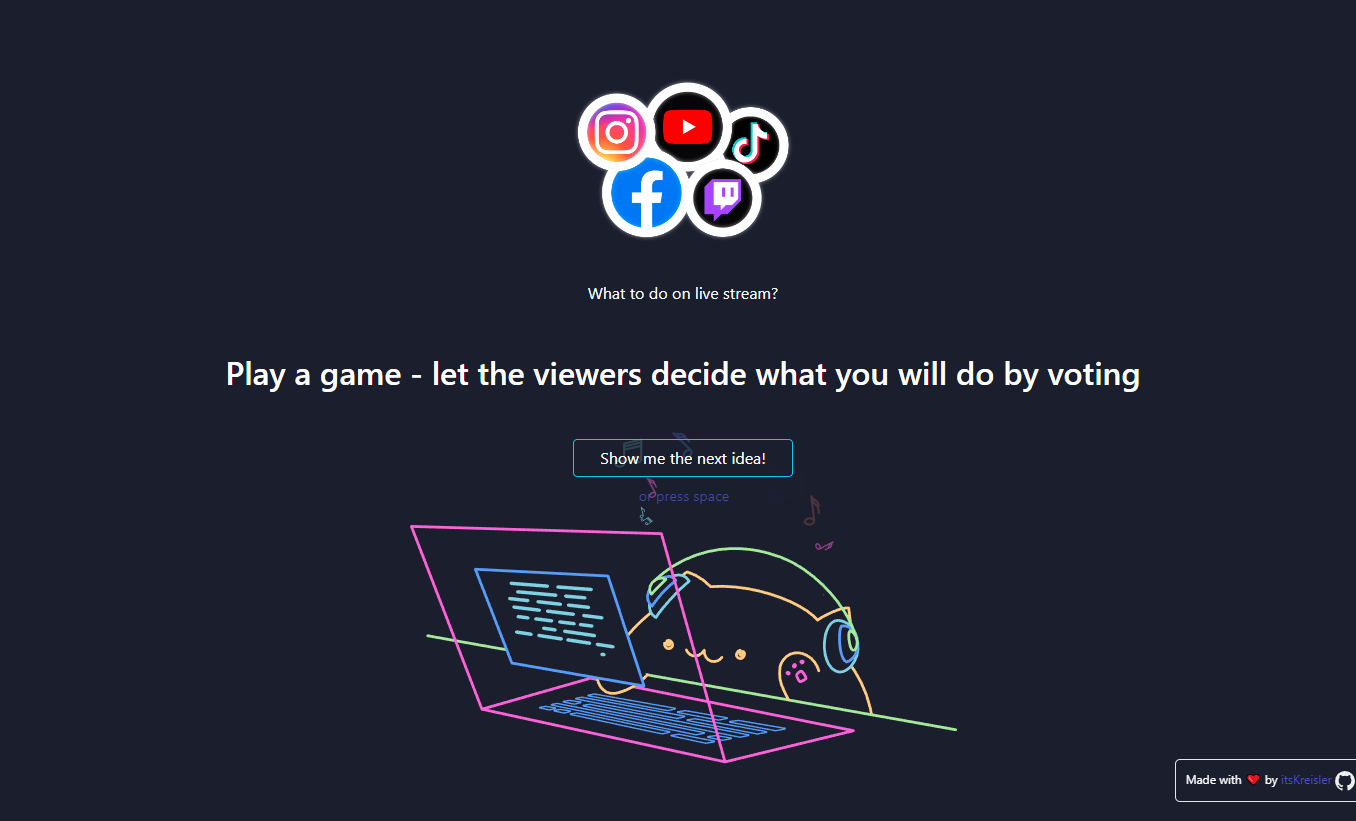 What to do on live stream?
Play a game - let the viewers decide what you will do by voting
Show me the next idea!
or press space
Made with ❤ by itsKreisler